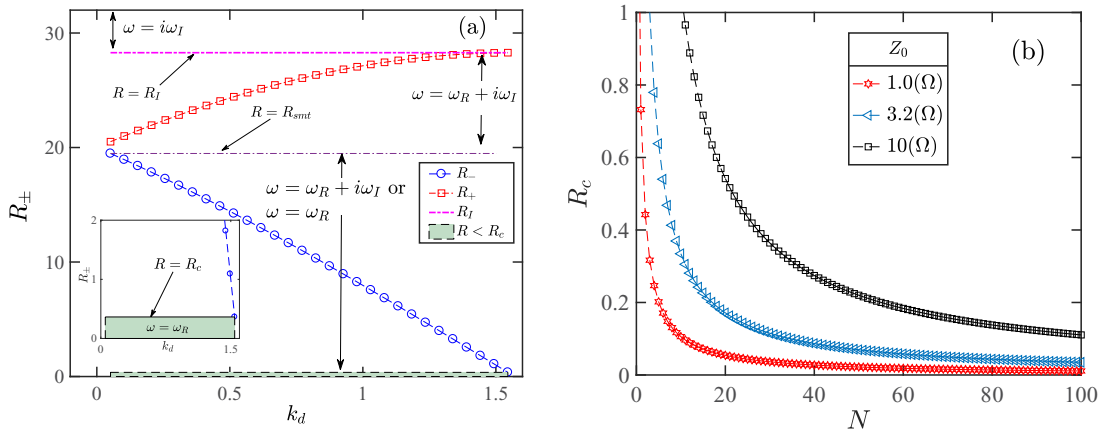 (a)
ω = iω_I
R = R_I
R = R_smt
ω = ω_R + iω_I
ω = ω_R + iω_I or
ω = ω_R
R_−
R_+
R_I
R < R_c
R_±
30
20
10
0
0
0.5
1
1.5
k_d
R_±
2
1
0
0.1
1.5
k_d
R = R_c
ω = ω_R
(b)
Z_0
1.0(Ω)
3.2(Ω)
10(Ω)
R_c
1
0.8
0.6
0.4
0.2
0
0
20
40
60
80
100
N